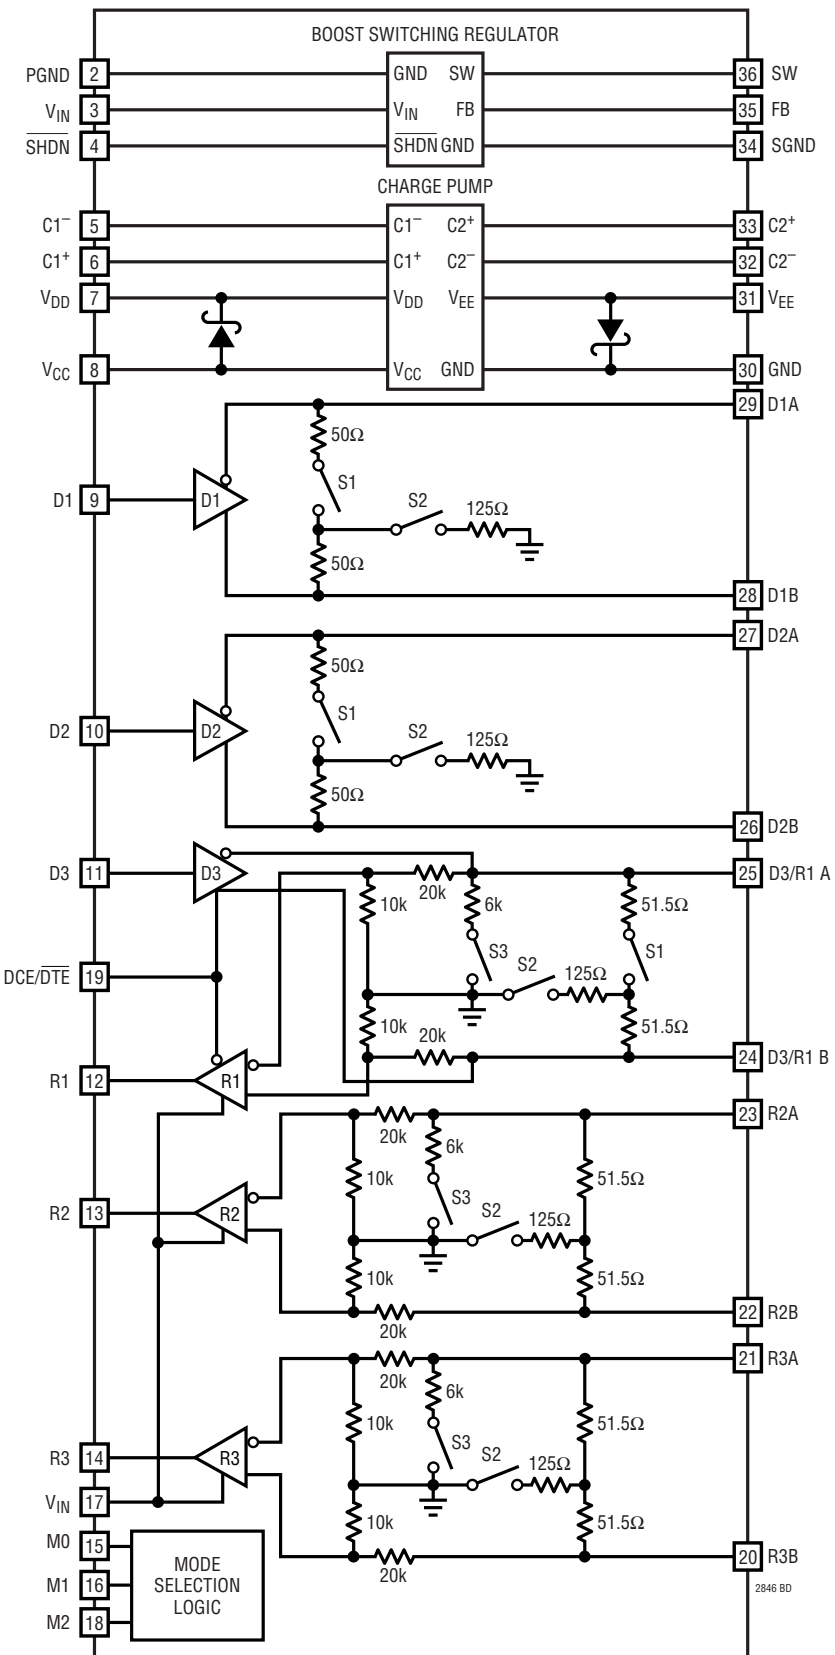 BOOST SWITCHING REGULATOR
PGND 2 GND SW 36 SW
VIN 3 VIN FB 35 FB
SHDN 4 SHDN GND 34 SGND
CHARGE PUMP
C1– 5 C1– C2+ 33 C2+
C1+ 6 C1+ C2– 32 C2–
VDD 7 VDD VEE 31 VEE
VCC 8 VCC GND 30 GND
29 D1A
50Ω
S1
D1 9 D1 S2 125Ω
50Ω
28 D1B
27 D2A
50Ω
S1
D2 10 D2 S2 125Ω
50Ω
26 D2B
D3 11 D3 25 D3/R1 A
20k
10k 6k 51.5Ω
S3 S1
DCE/DTE 19 S2 125Ω
10k 20k 51.5Ω
24 D3/R1 B
R1 12 R1
23 R2A
20k
6k
10k 51.5Ω
S3
R2 13 R2 S2 125Ω
10k 51.5Ω
22 R2B
20k
21 R3A
20k
6k
10k 51.5Ω
S3
R3 14 R3 S2 125Ω
VIN 17
10k 51.5Ω
M0 15
20 R3B
20k
MODE
SELECTION
LOGIC
M1 16
M2 18
2846 BD